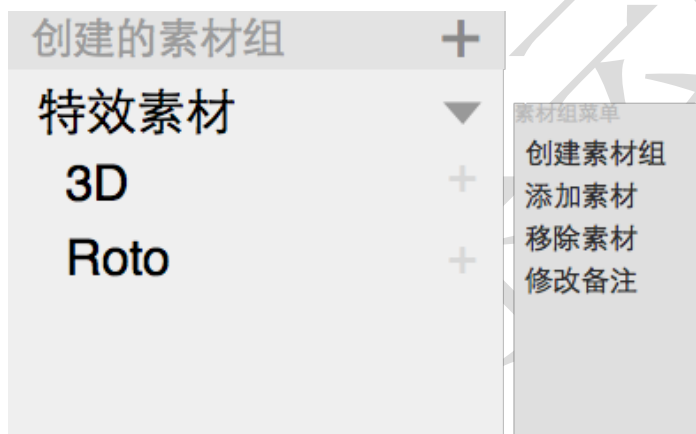 创建的素材组 +
特效素材
3D +
Roto +
素材组菜单
创建素材组
添加素材
移除素材
修改备注